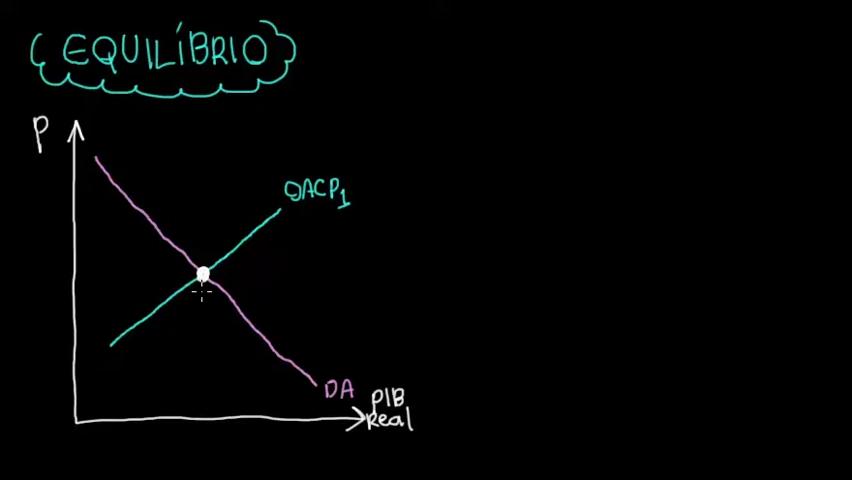 EQUILÍBRIO
P
OACP1
DA
PIB
Real